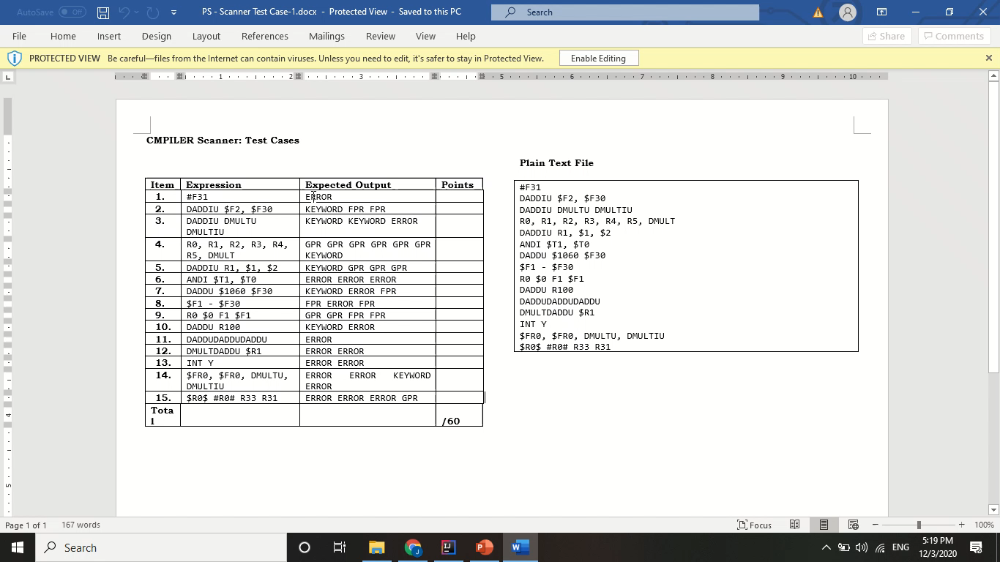 AutoSave Off PS - Scanner Test Case-1.docx - Protected View - Saved to this PC Search
File Home Insert Design Layout References Mailings Review View Help Share Comments
PROTECTED VIEW Be careful—files from the Internet can contain viruses. Unless you need to edit, it's safer to stay in Protected View. Enable Editing
1 2 3 4 5 6 7 8 9 10
CMPILER Scanner: Test Cases
Item Expression Expected Output Points
1. #F31 ERROR
2. DADDIU $F2, $F30 KEYWORD FPR FPR
3. DADDIU DMULTU KEYWORD KEYWORD ERROR
DMULTIU
4. R0, R1, R2, R3, R4, GPR GPR GPR GPR GPR GPR
R5, DMULT KEYWORD
5. DADDIU R1, $1, $2 KEYWORD GPR GPR GPR
6. ANDI $T1, $T0 ERROR ERROR ERROR
7. DADDU $1060 $F30 KEYWORD ERROR FPR
8. $F1 - $F30 FPR ERROR FPR
9. R0 $0 F1 $F1 GPR GPR FPR FPR
10. DADDU R100 KEYWORD ERROR
11. DADDUDADDUDADDU ERROR
12. DMULTDADDU $R1 ERROR ERROR
13. INT Y ERROR ERROR
14. $FR0, $FR0, DMULTU, ERROR ERROR KEYWORD
DMULTIU ERROR
15. $R0$ #R0# R33 R31 ERROR ERROR ERROR GPR
Tota
l /60
Plain Text File
#F31
DADDIU $F2, $F30
DADDIU DMULTU DMULTIU
R0, R1, R2, R3, R4, R5, DMULT
DADDIU R1, $1, $2
ANDI $T1, $T0
DADDU $1060 $F30
$F1 - $F30
R0 $0 F1 $F1
DADDU R100
DADDUDADDUDADDU
DMULTDADDU $R1
INT Y
$FR0, $FR0, DMULTU, DMULTIU
$R0$ #R0# R33 R31
4
5
Page 1 of 1 167 words Focus 100%
Search ENG 5:19 PM
12/3/2020